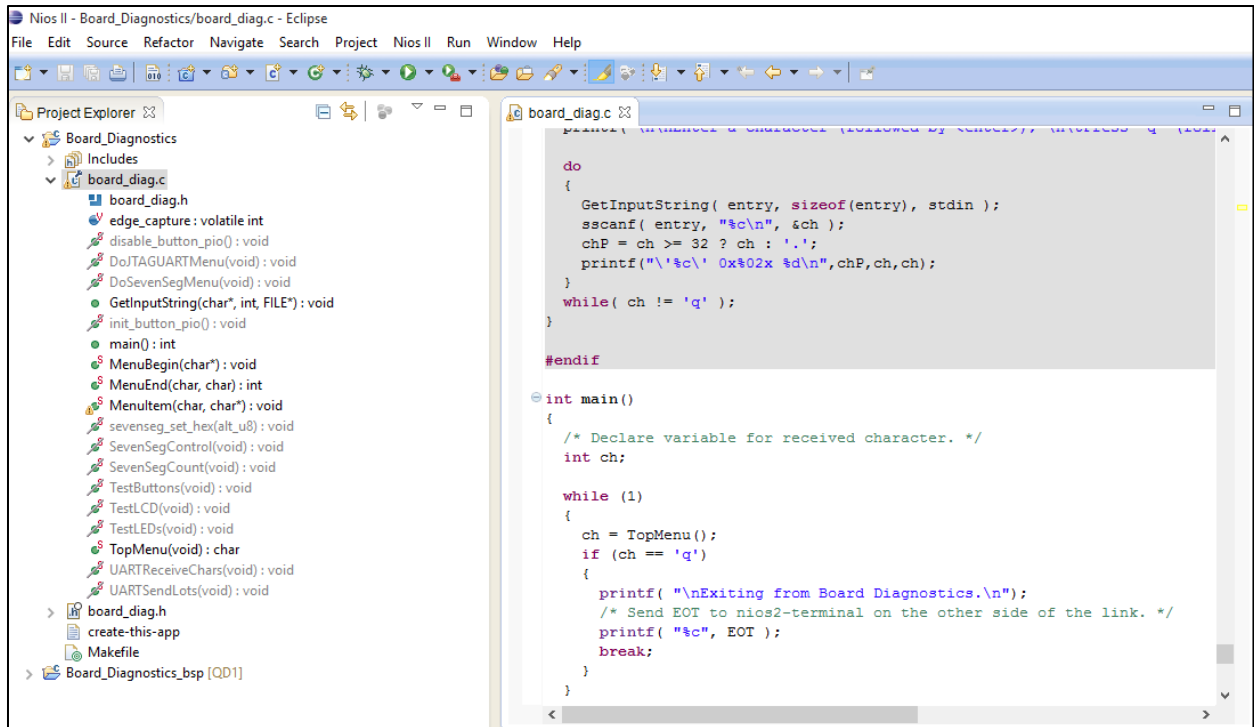 Nios II - Board_Diagnostics/board_diag.c - Eclipse
File Edit Source Refactor Navigate Search Project Nios II Run Window Help
Project Explorer
Board_Diagnostics
Includes
board_diag.c
board_diag.h
edge_capture : volatile int
disable_button_pio() : void
DoJTAGUARTMenu(void) : void
DoSevenSegMenu(void) : void
GetInputString(char*, int, FILE*) : void
init_button_pio() : void
main() : int
MenuBegin(char*) : void
MenuEnd(char, char) : int
MenuItem(char, char*) : void
sevenseg_set_hex(alt_u8) : void
SevenSegControl(void) : void
SevenSegCount(void) : void
TestButtons(void) : void
TestLCD(void) : void
TestLEDs(void) : void
TopMenu(void) : char
UARTReceiveChars(void) : void
UARTSendLots(void) : void
board_diag.h
create-this-app
Makefile
Board_Diagnostics_bsp [QD1]
board_diag.c
do
{
GetInputString( entry, sizeof(entry), stdin );
sscanf( entry, "%c\n", &ch );
chP = ch >= 32 ? ch : '.';
printf("\'%c\' 0x%02x %d\n",chP,ch,ch);
}
while( ch != 'q' );
}
#endif
int main()
{
/* Declare variable for received character. */
int ch;
while (1)
{
ch = TopMenu();
if (ch == 'q')
{
printf( "\nExiting from Board Diagnostics.\n");
/* Send EOT to nios2-terminal on the other side of the link. */
printf( "%c", EOT );
break;
}
}